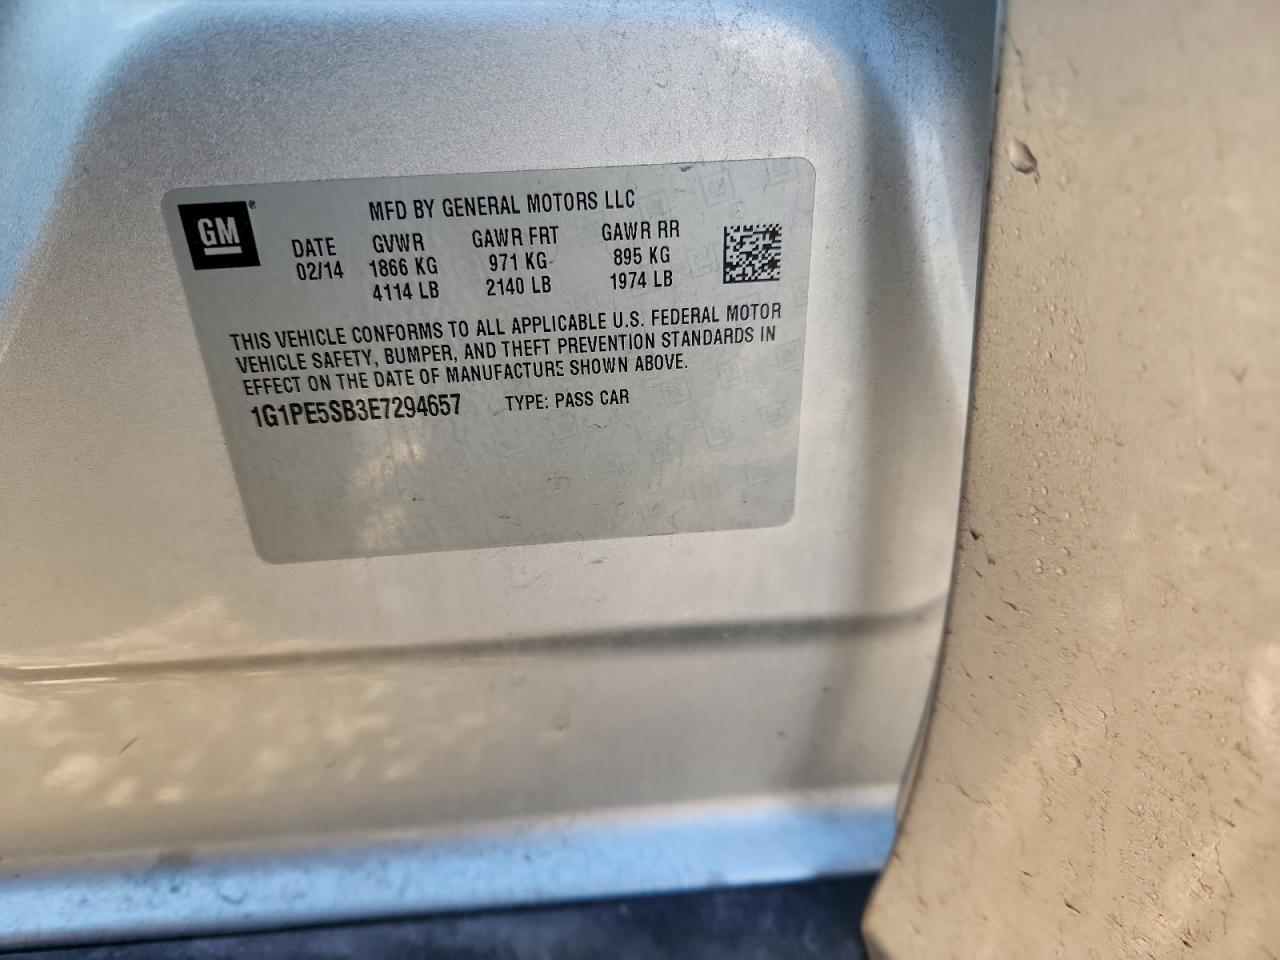 GM
MFD BY GENERAL MOTORS LLC
DATE GVWR GAWR FRT GAWR RR
02/14 1866 KG 971 KG 895 KG
4114 LB 2140 LB 1974 LB
THIS VEHICLE CONFORMS TO ALL APPLICABLE U.S. FEDERAL MOTOR
VEHICLE SAFETY, BUMPER, AND THEFT PREVENTION STANDARDS IN
EFFECT ON THE DATE OF MANUFACTURE SHOWN ABOVE.
1G1PE5SB3E7294657 TYPE: PASS CAR